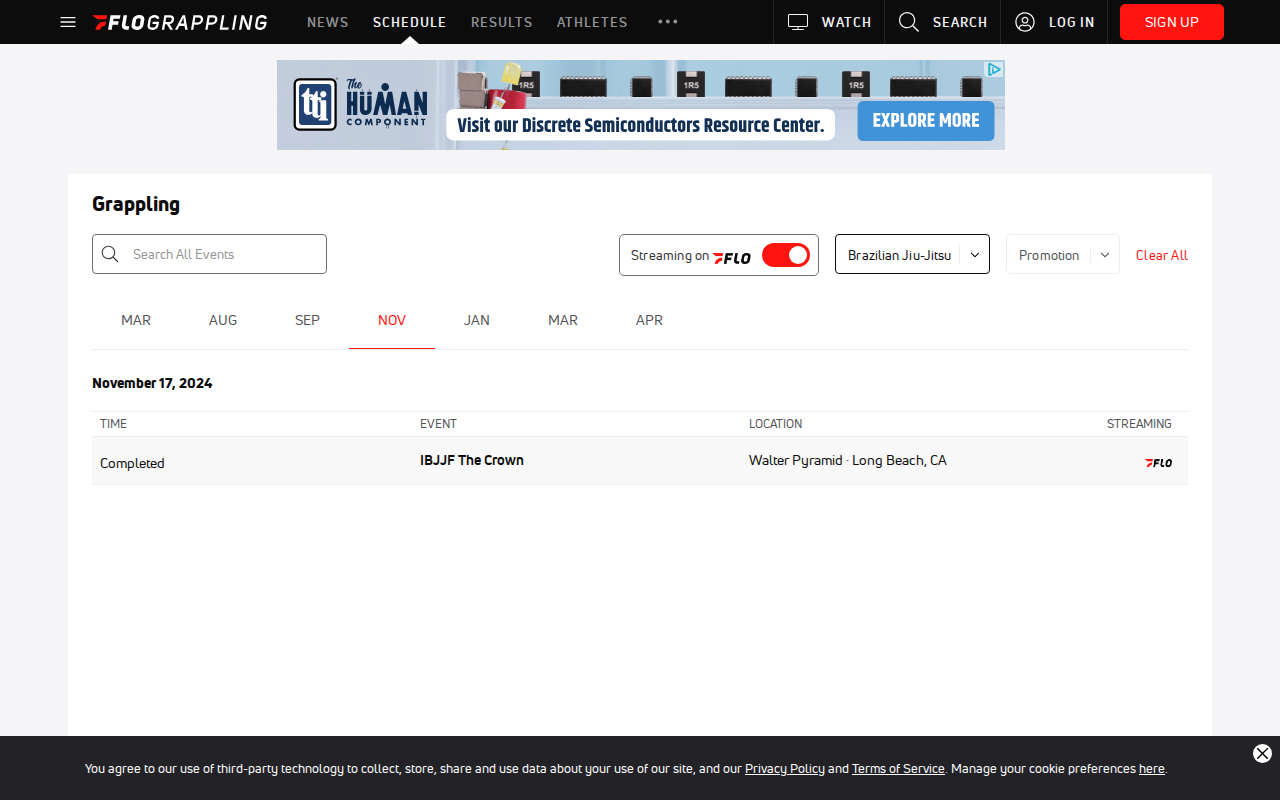 FLOGRAPPLING NEWS SCHEDULE RESULTS ATHLETES ••• WATCH SEARCH LOG IN SIGN UP
tti The HUMAN COMPONENT 1R5 1R5 1R5
Visit our Discrete Semiconductors Resource Center. EXPLORE MORE
Grappling
Search All Events Streaming on FLO Brazilian Jiu-Jitsu Promotion Clear All
MAR AUG SEP NOV JAN MAR APR
November 17, 2024
TIME EVENT LOCATION STREAMING
Completed IBJJF The Crown Walter Pyramid · Long Beach, CA FLO
You agree to our use of third-party technology to collect, store, share and use data about your use of our site, and our Privacy Policy and Terms of Service. Manage your cookie preferences here.